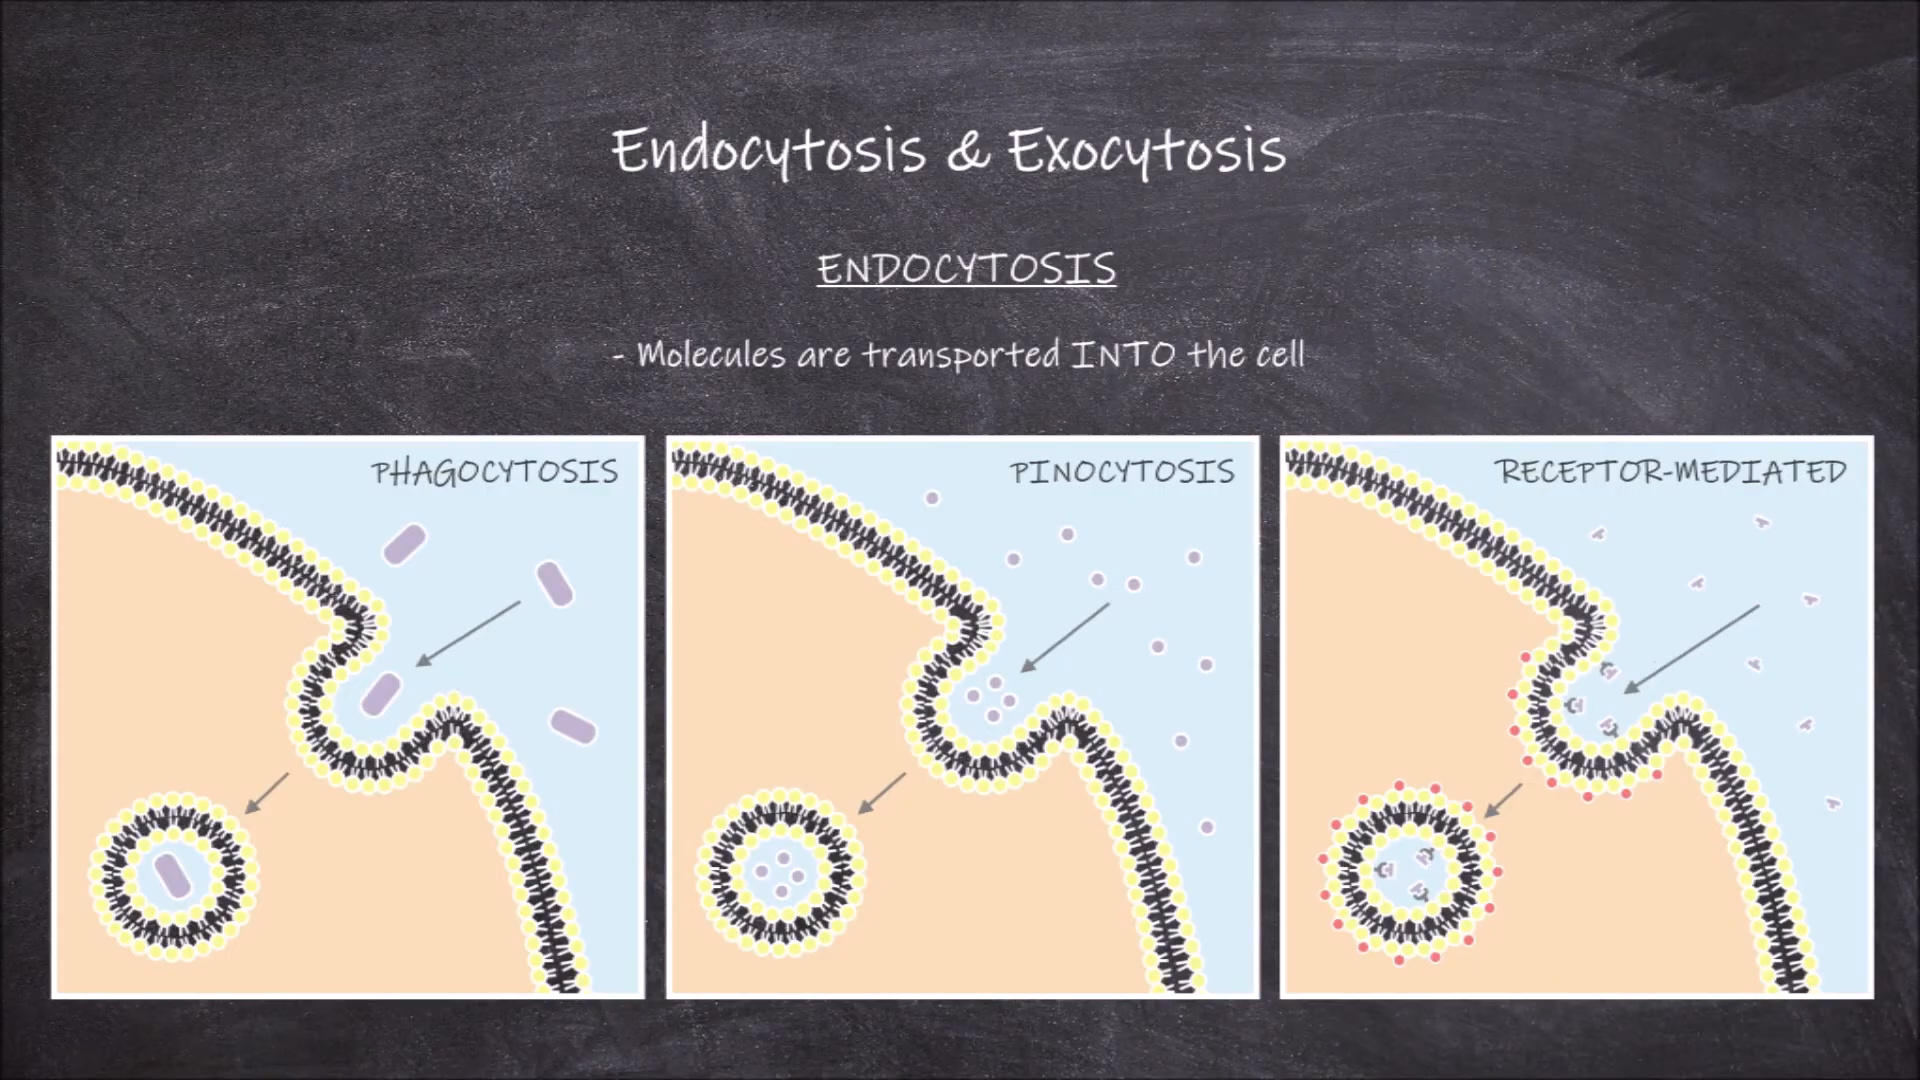 Endocytosis & Exocytosis
ENDOCYTOSIS
- Molecules are transported INTO the cell
PHAGOCYTOSIS
PINOCYTOSIS
RECEPTOR-MEDIATED